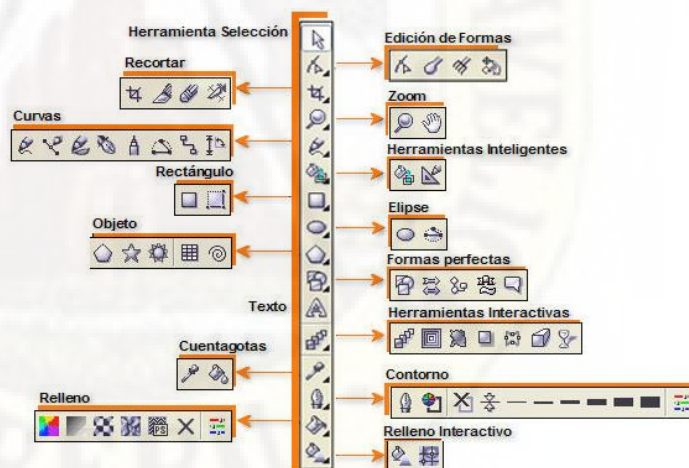 Herramienta Selección
Edición de Formas
Recortar
Zoom
Curvas
Herramientas Inteligentes
Rectángulo
Elipse
Objeto
Formas perfectas
Texto
Herramientas Interactivas
Cuentagotas
Contorno
Relleno
PS
Relleno Interactivo